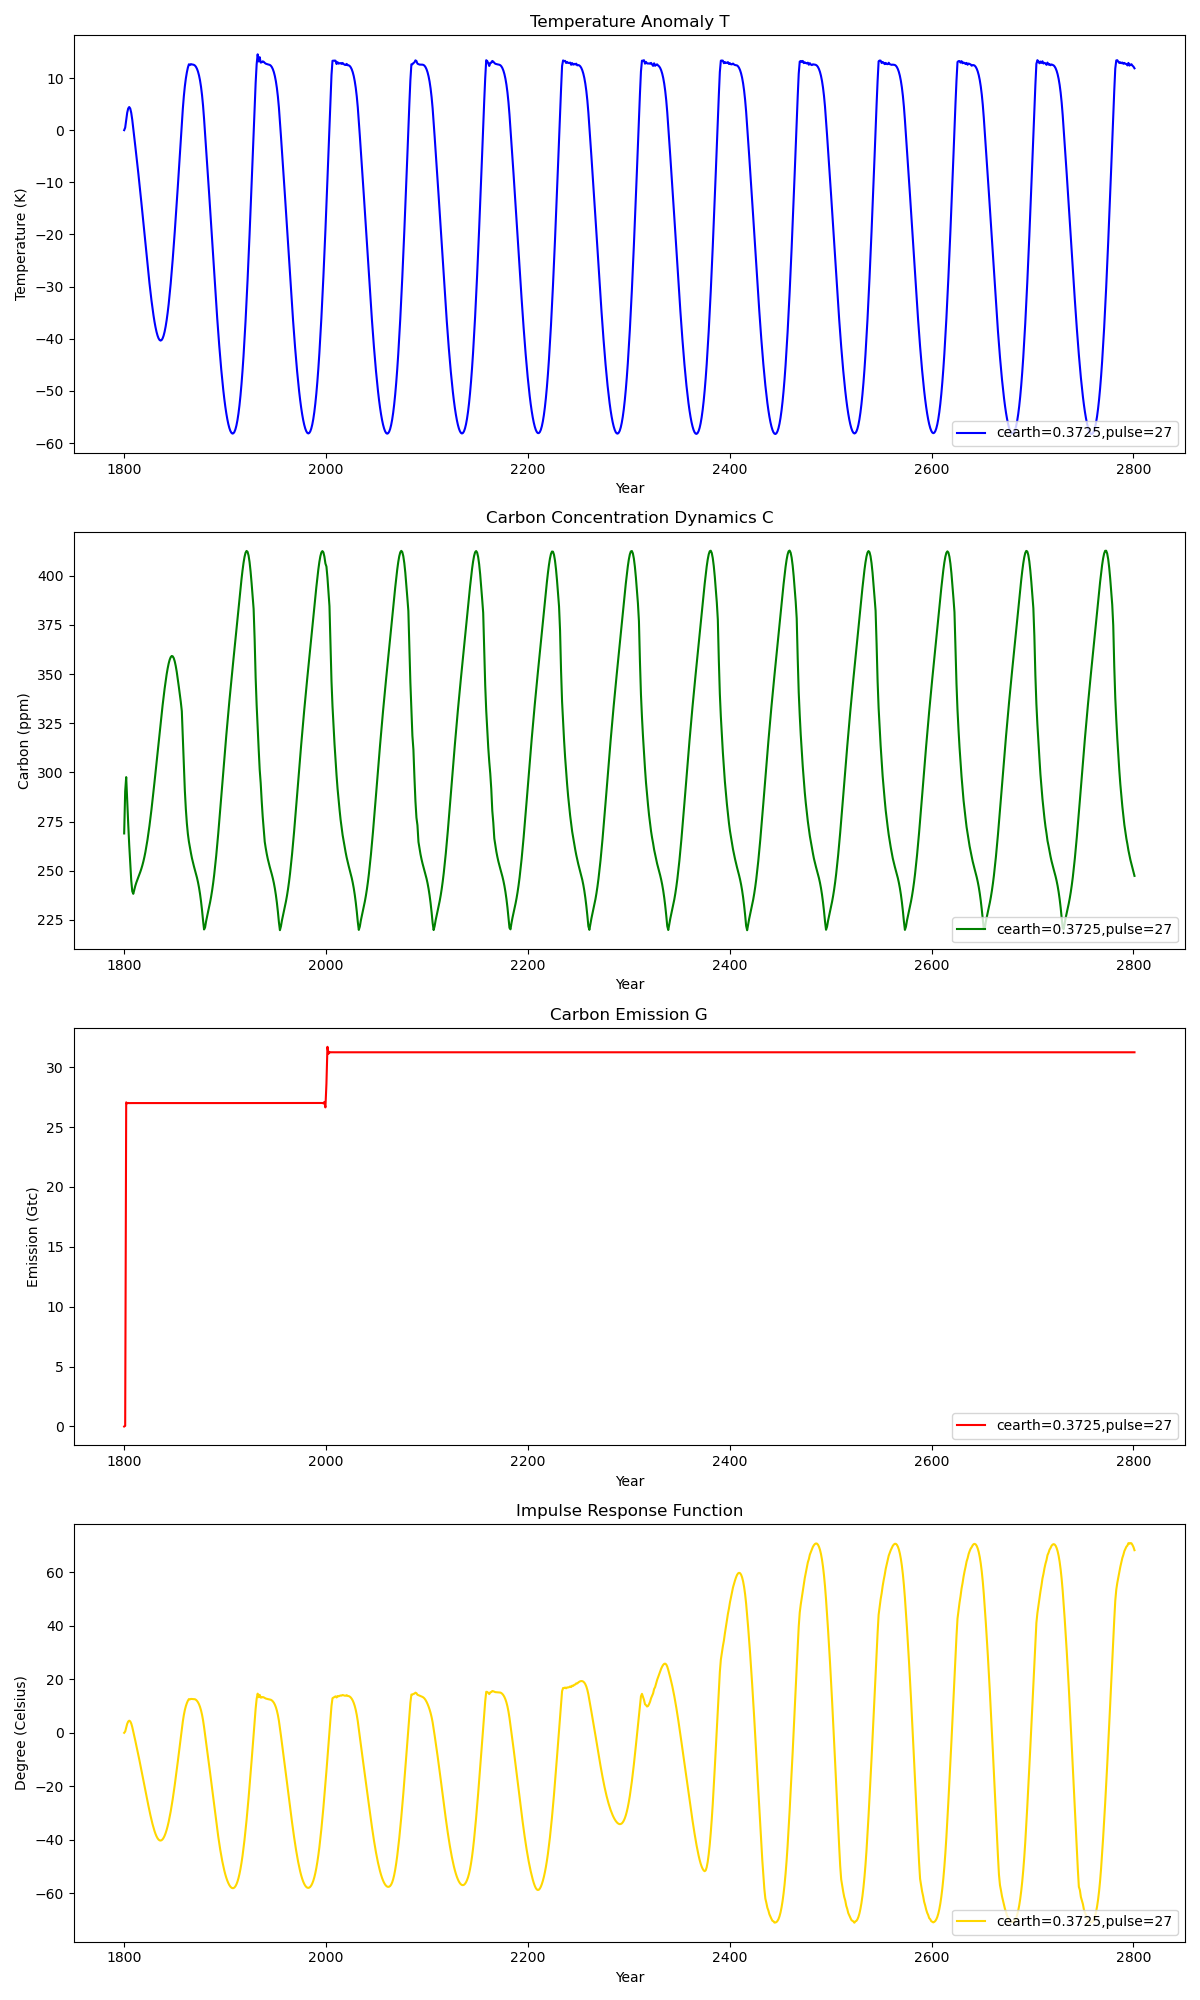 Temperature Anomaly T
10
0
−10
−20
−30
−40
−50
−60
Temperature (K)
cearth=0.3725,pulse=27
1800 2000 2200 2400 2600 2800
Year
Carbon Concentration Dynamics C
400
375
350
325
300
275
250
225
Carbon (ppm)
cearth=0.3725,pulse=27
1800 2000 2200 2400 2600 2800
Year
Carbon Emission G
30
25
20
15
10
5
0
Emission (Gtc)
cearth=0.3725,pulse=27
1800 2000 2200 2400 2600 2800
Year
Impulse Response Function
60
40
20
0
−20
−40
−60
Degree (Celsius)
cearth=0.3725,pulse=27
1800 2000 2200 2400 2600 2800
Year